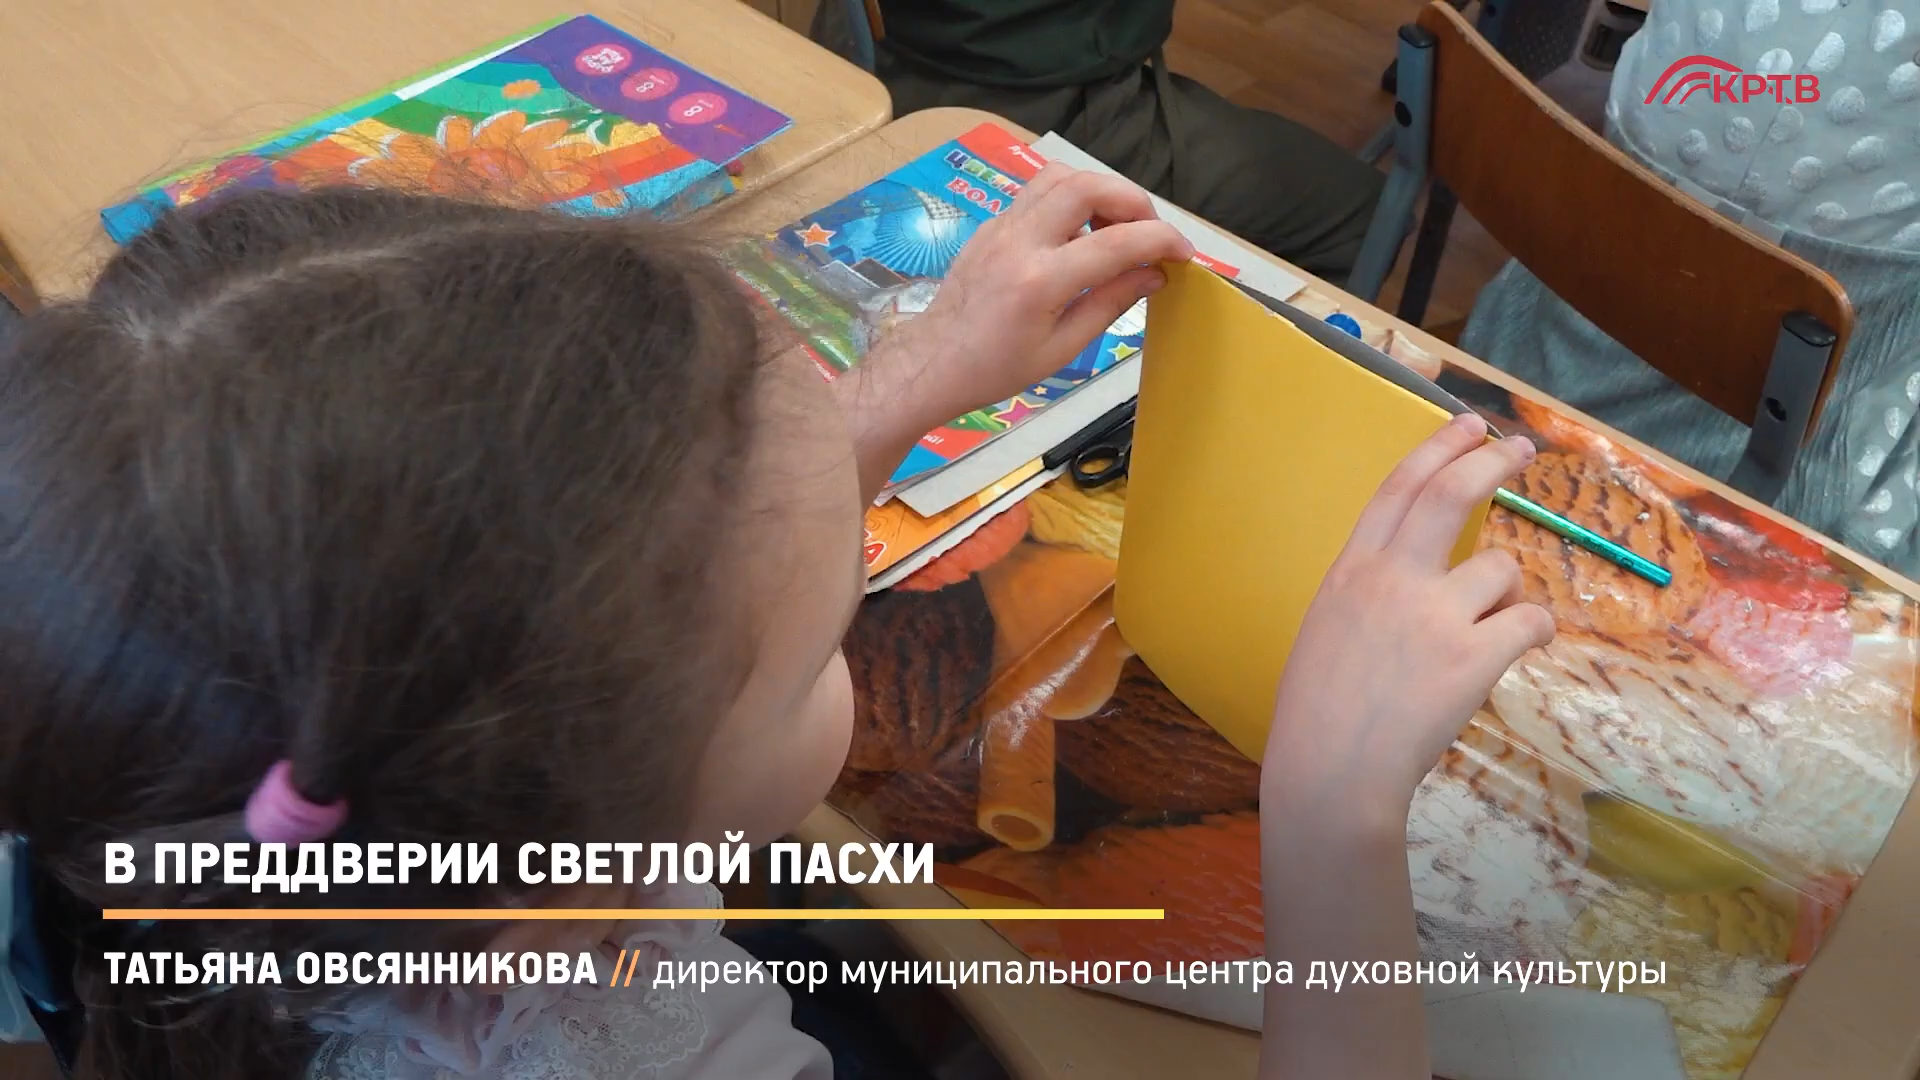 КРТВ
В ПРЕДДВЕРИИ СВЕТЛОЙ ПАСХИ
ТАТЬЯНА ОВСЯННИКОВА // директор муниципального центра духовной культуры